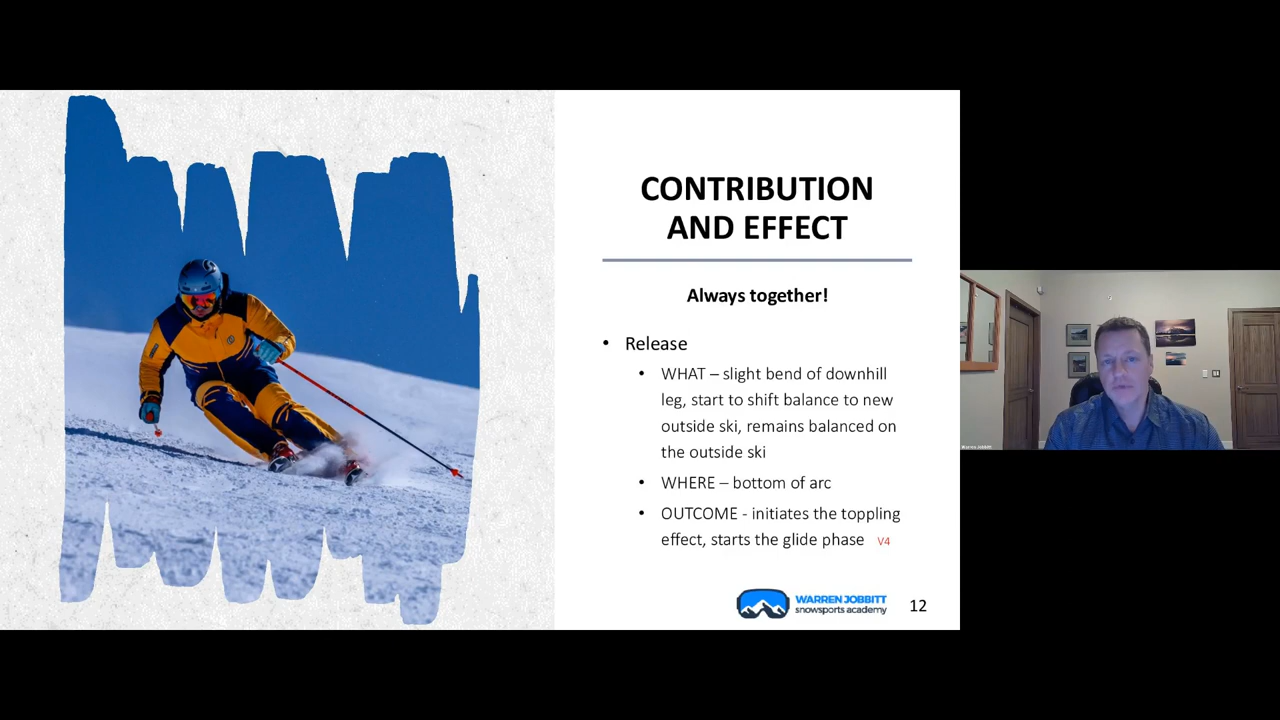 CONTRIBUTION
AND EFFECT
Always together!
• Release
• WHAT – slight bend of downhill
leg, start to shift balance to new
outside ski, remains balanced on
the outside ski
• WHERE – bottom of arc
• OUTCOME - initiates the toppling
effect, starts the glide phase V4
WARREN JOBBITT
snowsports academy
12
Warren Jobbitt